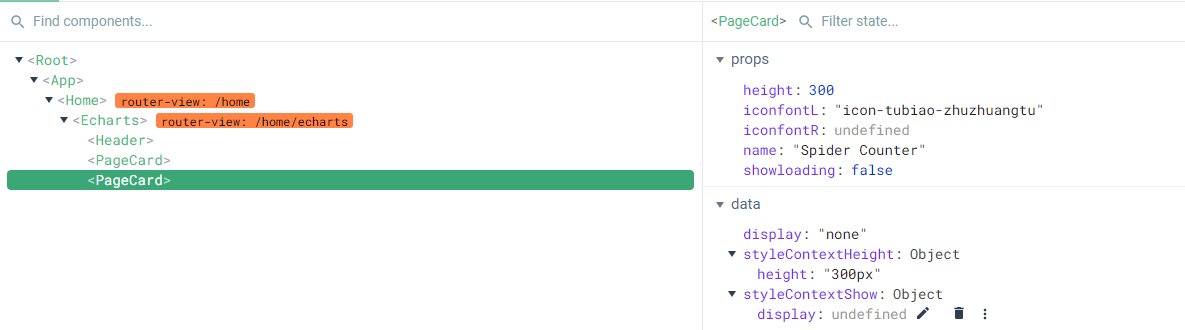 Find components...
<Root>
<App>
<Home> router-view: /home
<Echarts> router-view: /home/echarts
<Header>
<PageCard>
<PageCard>
<PageCard> Filter state...
props
height: 300
iconfontL: "icon-tubiao-zhuzhuangtu"
iconfontR: undefined
name: "Spider Counter"
showloading: false
data
display: "none"
styleContextHeight: Object
height: "300px"
styleContextShow: Object
display: undefined